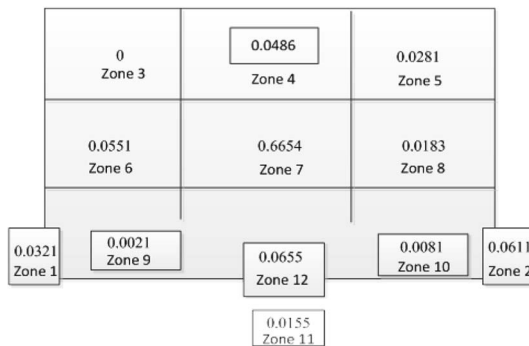 0
Zone 3
0.0486
Zone 4
0.0281
Zone 5
0.0551
Zone 6
0.6654
Zone 7
0.0183
Zone 8
0.0321
Zone 1
0.0021
Zone 9
0.0655
Zone 12
0.0081
Zone 10
0.0611
Zone 2
0.0155
Zone 11